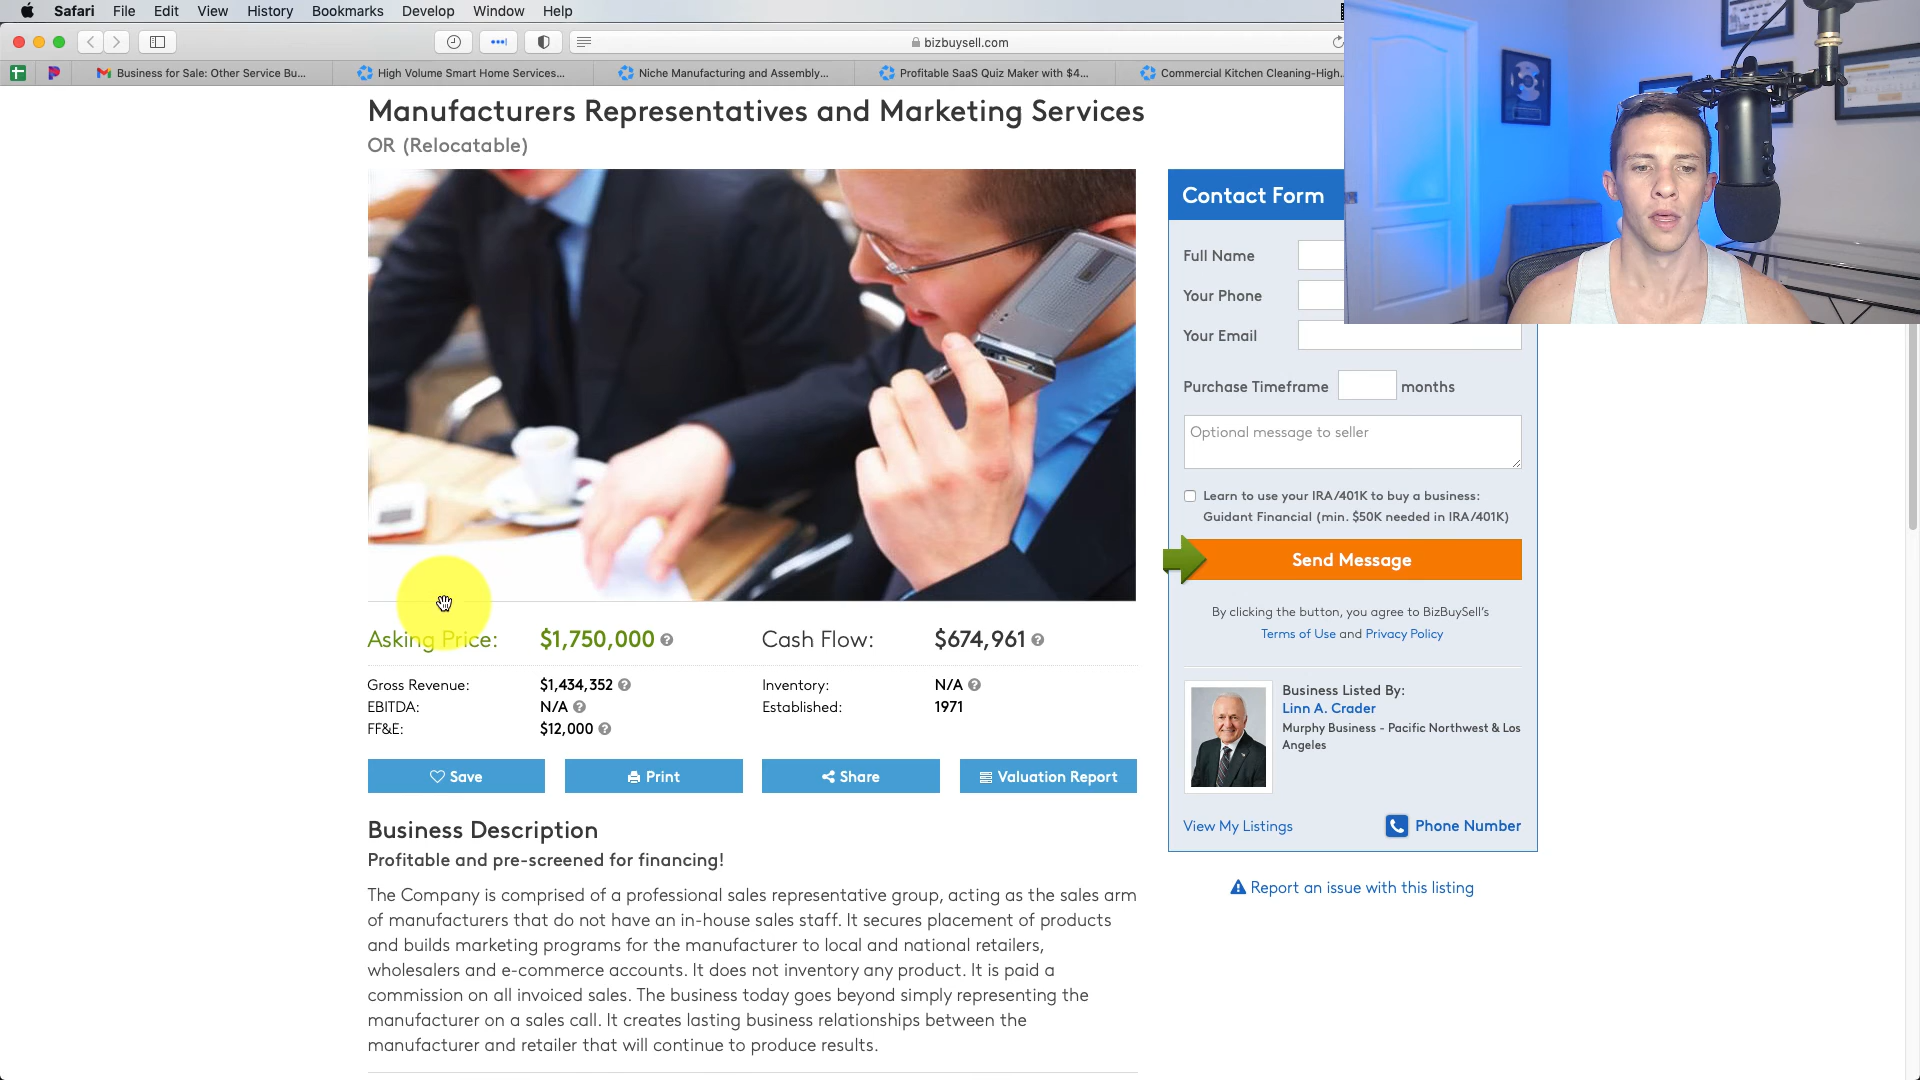 Safari File Edit View History Bookmarks Develop Window Help
bizbuysell.com
Business for Sale: Other Service Bu... High Volume Smart Home Services... Niche Manufacturing and Assembly... Profitable SaaS Quiz Maker with $4... Commercial Kitchen Cleaning-High...
Manufacturers Representatives and Marketing Services
OR (Relocatable)
Contact Form
Full Name
Your Phone
Your Email
Purchase Timeframe months
Optional message to seller
Learn to use your IRA/401K to buy a business:
Guidant Financial (min. $50K needed in IRA/401K)
Send Message
By clicking the button, you agree to BizBuySell's
Terms of Use and Privacy Policy
Business Listed By:
Linn A. Crader
Murphy Business - Pacific Northwest & Los
Angeles
View My Listings Phone Number
Report an issue with this listing
Asking Price: $1,750,000 ? Cash Flow: $674,961 ?
Gross Revenue: $1,434,352 ? Inventory: N/A ?
EBITDA: N/A ? Established: 1971
FF&E: $12,000 ?
Save Print Share Valuation Report
Business Description
Profitable and pre-screened for financing!
The Company is comprised of a professional sales representative group, acting as the sales arm
of manufacturers that do not have an in-house sales staff. It secures placement of products
and builds marketing programs for the manufacturer to local and national retailers,
wholesalers and e-commerce accounts. It does not inventory any product. It is paid a
commission on all invoiced sales. The business today goes beyond simply representing the
manufacturer on a sales call. It creates lasting business relationships between the
manufacturer and retailer that will continue to produce results.